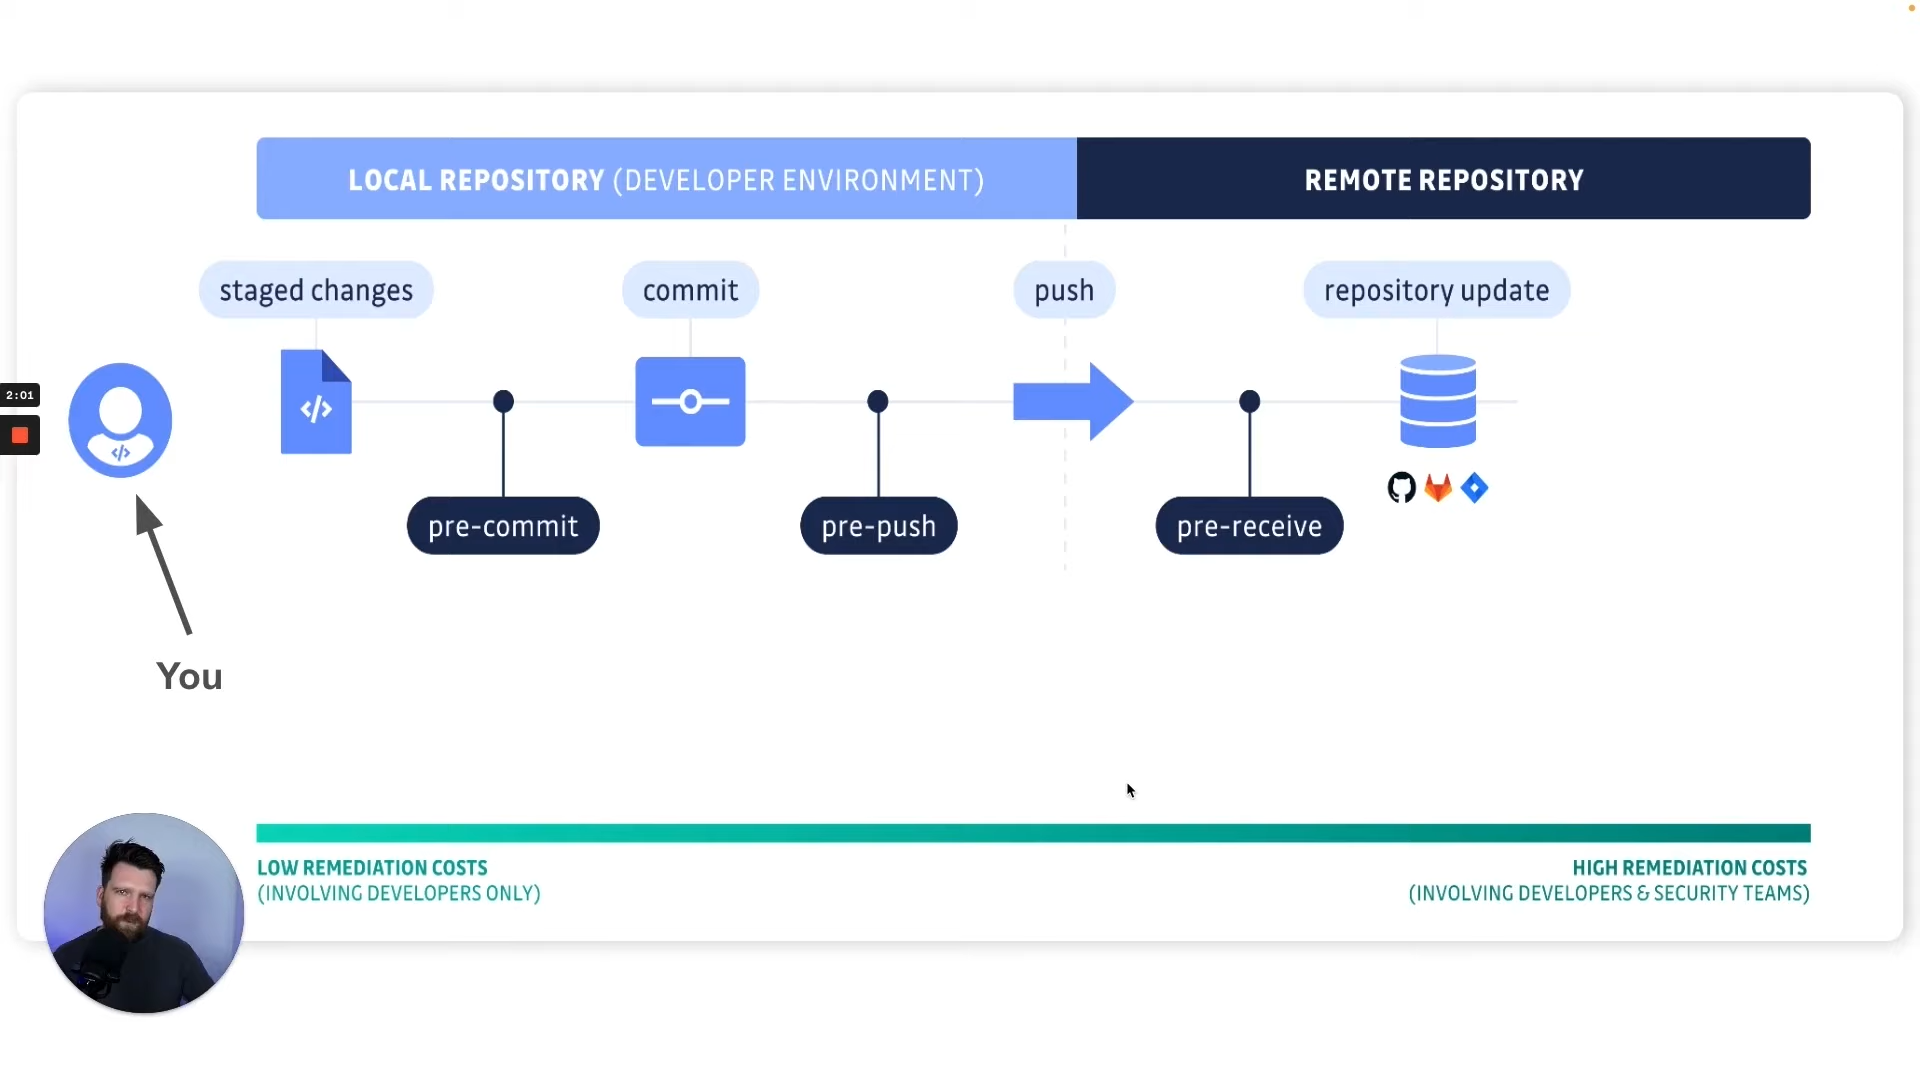 LOCAL REPOSITORY (DEVELOPER ENVIRONMENT)
REMOTE REPOSITORY
staged changes
commit
push
repository update
</>
</>
2:01
pre-commit
pre-push
pre-receive
You
LOW REMEDIATION COSTS
(INVOLVING DEVELOPERS ONLY)
HIGH REMEDIATION COSTS
(INVOLVING DEVELOPERS & SECURITY TEAMS)